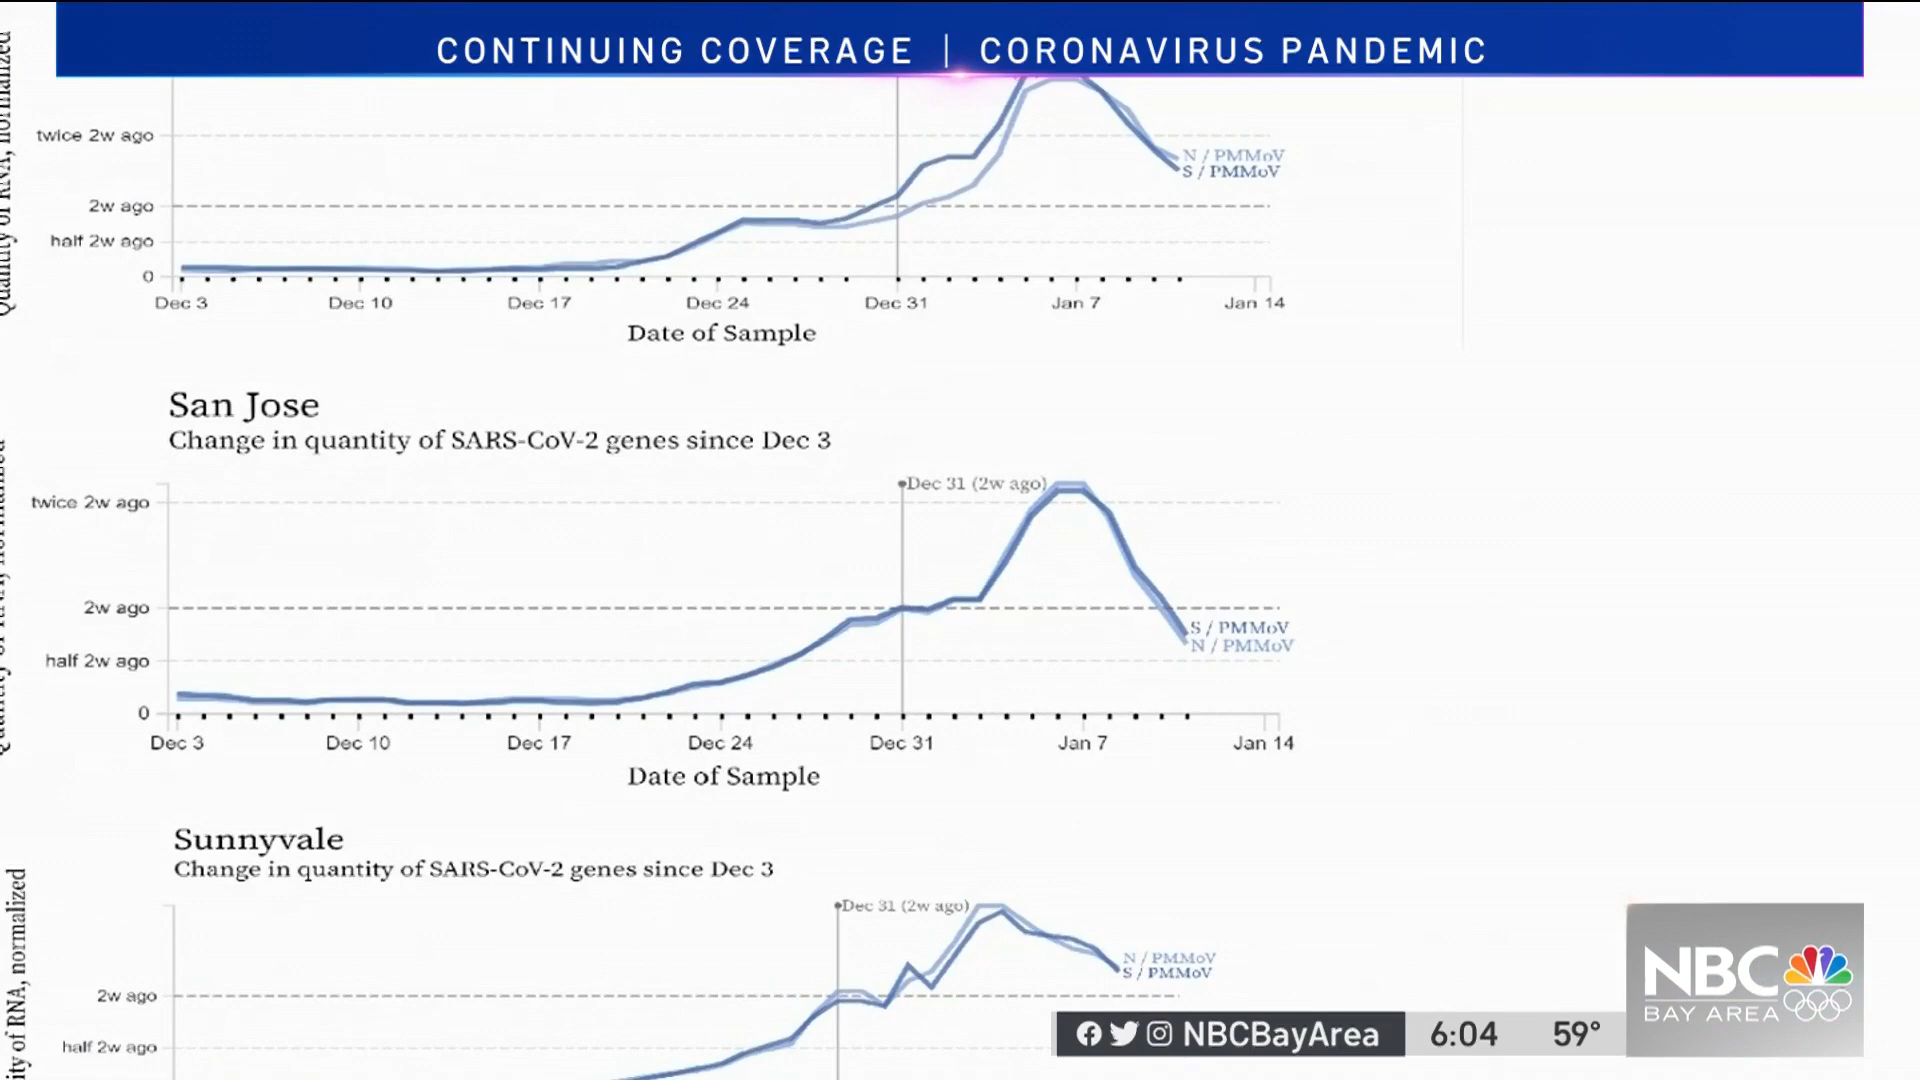 CONTINUING COVERAGE | CORONAVIRUS PANDEMIC
Quantity of RNA, normalized
twice 2w ago
2w ago
half 2w ago
0
N / PMMoV
S / PMMoV
Dec 3 Dec 10 Dec 17 Dec 24 Dec 31 Jan 7 Jan 14
Date of Sample
San Jose
Change in quantity of SARS-CoV-2 genes since Dec 3
Dec 31 (2w ago)
twice 2w ago
2w ago
half 2w ago
0
S / PMMoV
N / PMMoV
Dec 3 Dec 10 Dec 17 Dec 24 Dec 31 Jan 7 Jan 14
Date of Sample
Sunnyvale
Change in quantity of SARS-CoV-2 genes since Dec 3
Dec 31 (2w ago)
ity of RNA, normalized
2w ago
half 2w ago
N / PMMoV
S / PMMoV
NBCBayArea 6:04 59°
NBC
BAY AREA